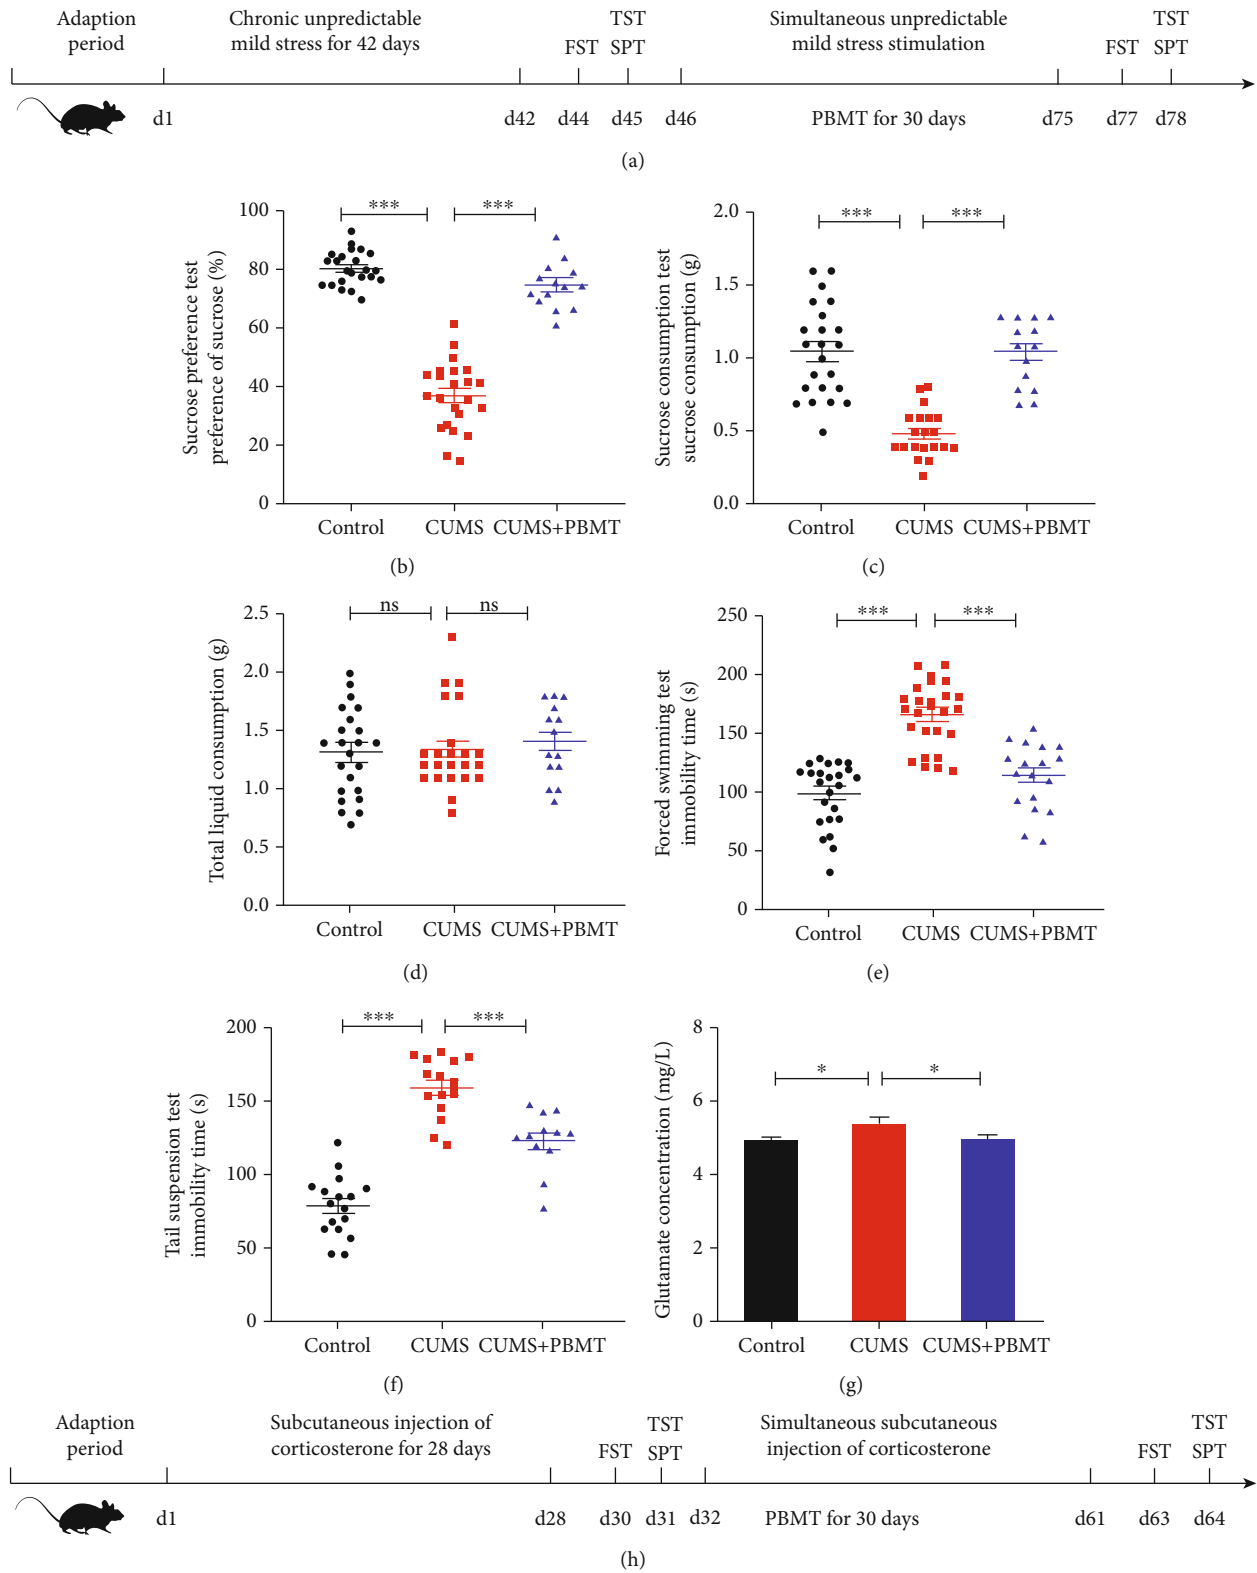 Adaption
period
Chronic unpredictable
mild stress for 42 days
FST
TST
SPT
Simultaneous unpredictable
mild stress stimulation
FST
TST
SPT
d1
d42
d44
d45
d46
PBMT for 30 days
d75
d77
d78
(a)
Sucrose preference test
preference of sucrose (%)
100
80
60
40
20
0
***
***
Control
CUMS
CUMS+PBMT
(b)
Sucrose consumption test
sucrose consumption (g)
2.0
1.5
1.0
0.5
0.0
***
***
Control
CUMS
CUMS+PBMT
(c)
Total liquid consumption (g)
2.5
2.0
1.5
1.0
0.5
0.0
ns
ns
Control
CUMS
CUMS+PBMT
(d)
Forced swimming test
immobility time (s)
250
200
150
100
50
0
***
***
Control
CUMS
CUMS+PBMT
(e)
Tail suspension test
immobility time (s)
200
150
100
50
0
***
***
Control
CUMS
CUMS+PBMT
(f)
Glutamate concentration (mg/L)
8
6
4
2
0
*
*
Control
CUMS
CUMS+PBMT
(g)
Adaption
period
Subcutaneous injection of
corticosterone for 28 days
FST
TST
SPT
Simultaneous subcutaneous
injection of corticosterone
FST
TST
SPT
d1
d28
d30
d31
d32
PBMT for 30 days
d61
d63
d64
(h)